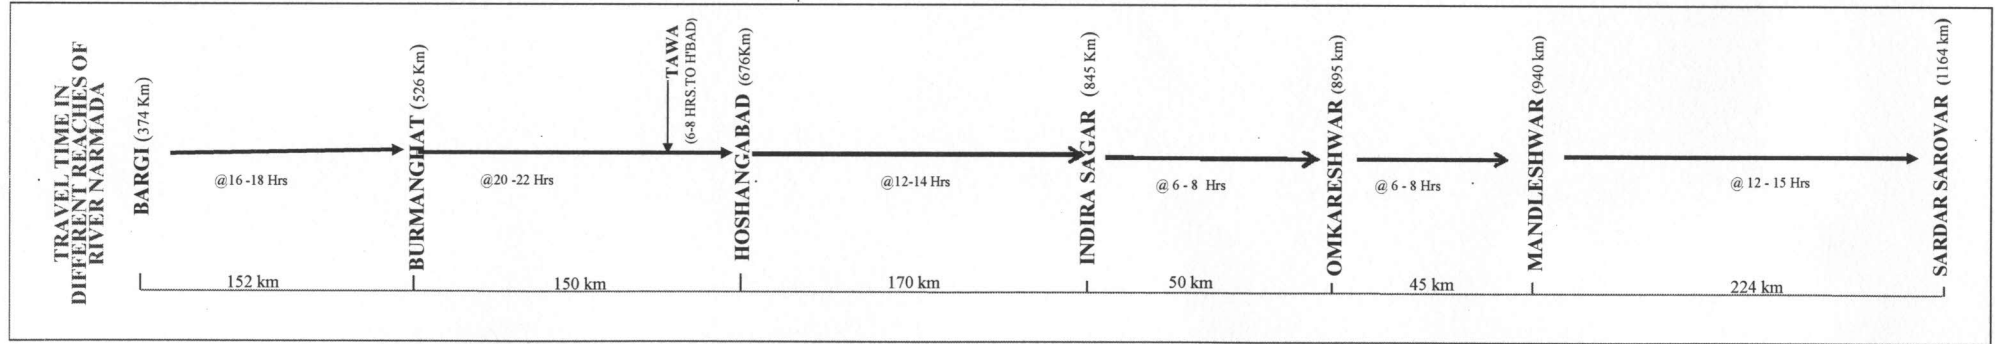 TRAVEL TIME IN
DIFFERENT REACHES OF
RIVER NARMADA
BARGI (374 Km)
@16 -18 Hrs
BURMANGHAT (526 Km)
@20 -22 Hrs
TAWA
(6-8 HRS.TO H'BAD)
HOSHANGABAD (676Km)
@12-14 Hrs
INDIRA SAGAR (845 Km)
@ 6 - 8 Hrs
OMKARESHWAR (895 km)
@ 6 - 8 Hrs
MANDLESHWAR (940 km)
@ 12 - 15 Hrs
SARDAR SAROVAR (1164 km)
152 km
150 km
170 km
50 km
45 km
224 km